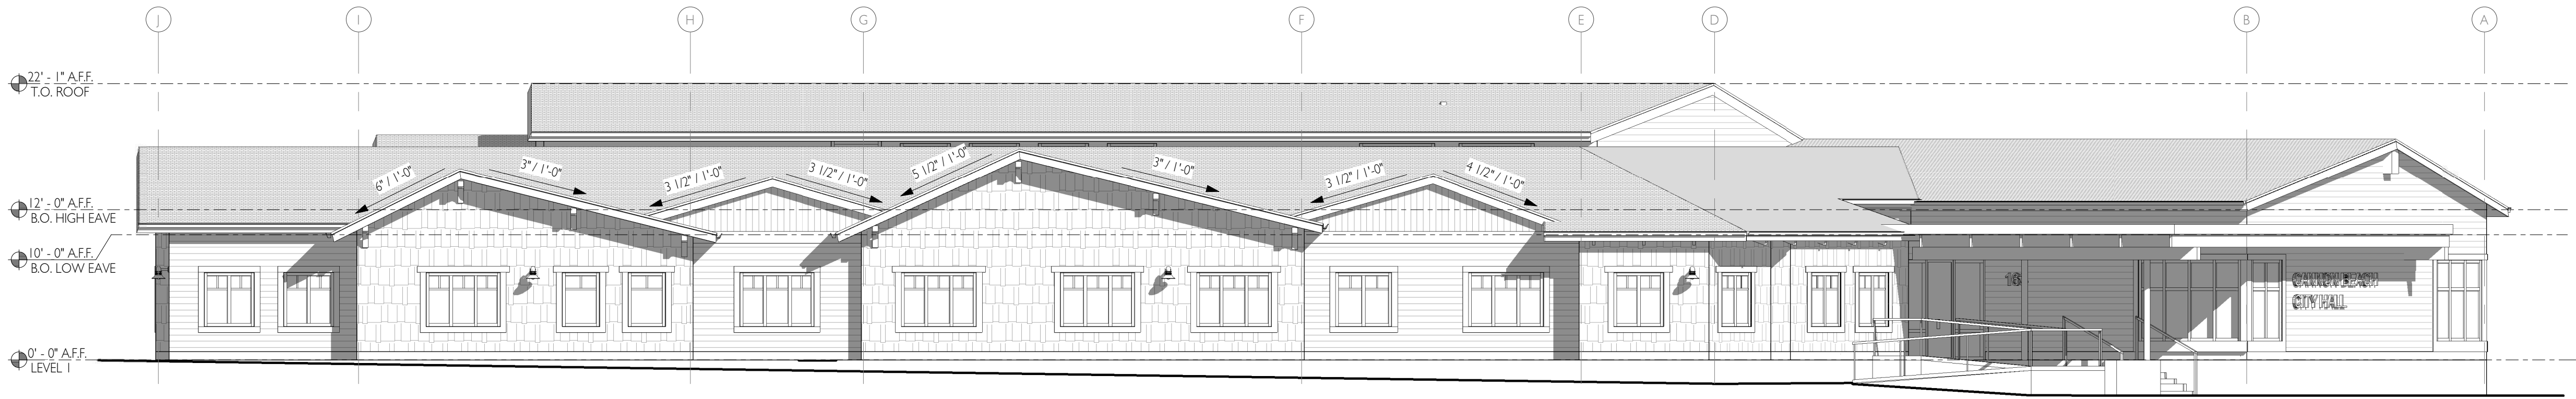 J I H G F E D B A
22' - 1" A.F.F.
T.O. ROOF
6" / 1'-0" 3" / 1'-0" 3 1/2" / 1'-0" 3 1/2" / 1'-0" 5 1/2" / 1'-0" 3" / 1'-0" 3 1/2" / 1'-0" 4 1/2" / 1'-0"
12' - 0" A.F.F.
B.O. HIGH EAVE
10' - 0" A.F.F.
B.O. LOW EAVE
16
CANNON BEACH
CITY HALL
0' - 0" A.F.F.
LEVEL 1